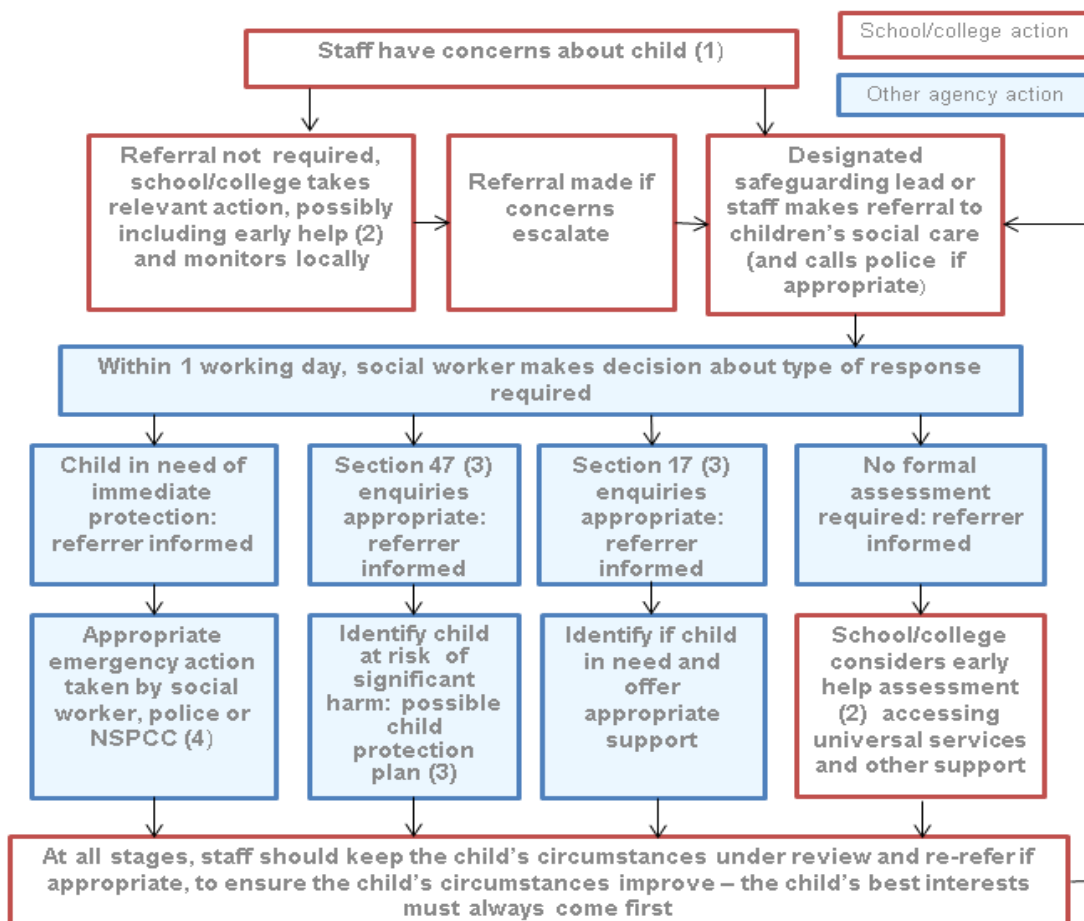 Staff have concerns about child (1)
School/college action
Other agency action
Referral not required,
school/college takes
relevant action, possibly
including early help (2)
and monitors locally
Referral made if
concerns
escalate
Designated
safeguarding lead or
staff makes referral to
children’s social care
(and calls police if
appropriate)
Within 1 working day, social worker makes decision about type of response
required
Child in need of
immediate
protection:
referrer informed
Section 47 (3)
enquiries
appropriate:
referrer
informed
Section 17 (3)
enquiries
appropriate:
referrer
informed
No formal
assessment
required: referrer
informed
Appropriate
emergency action
taken by social
worker, police or
NSPCC (4)
Identify child
at risk of
significant
harm: possible
child
protection
plan (3)
Identify if child
in need and
offer
appropriate
support
School/college
considers early
help assessment
(2) accessing
universal services
and other support
At all stages, staff should keep the child’s circumstances under review and re-refer if
appropriate, to ensure the child’s circumstances improve – the child’s best interests
must always come first